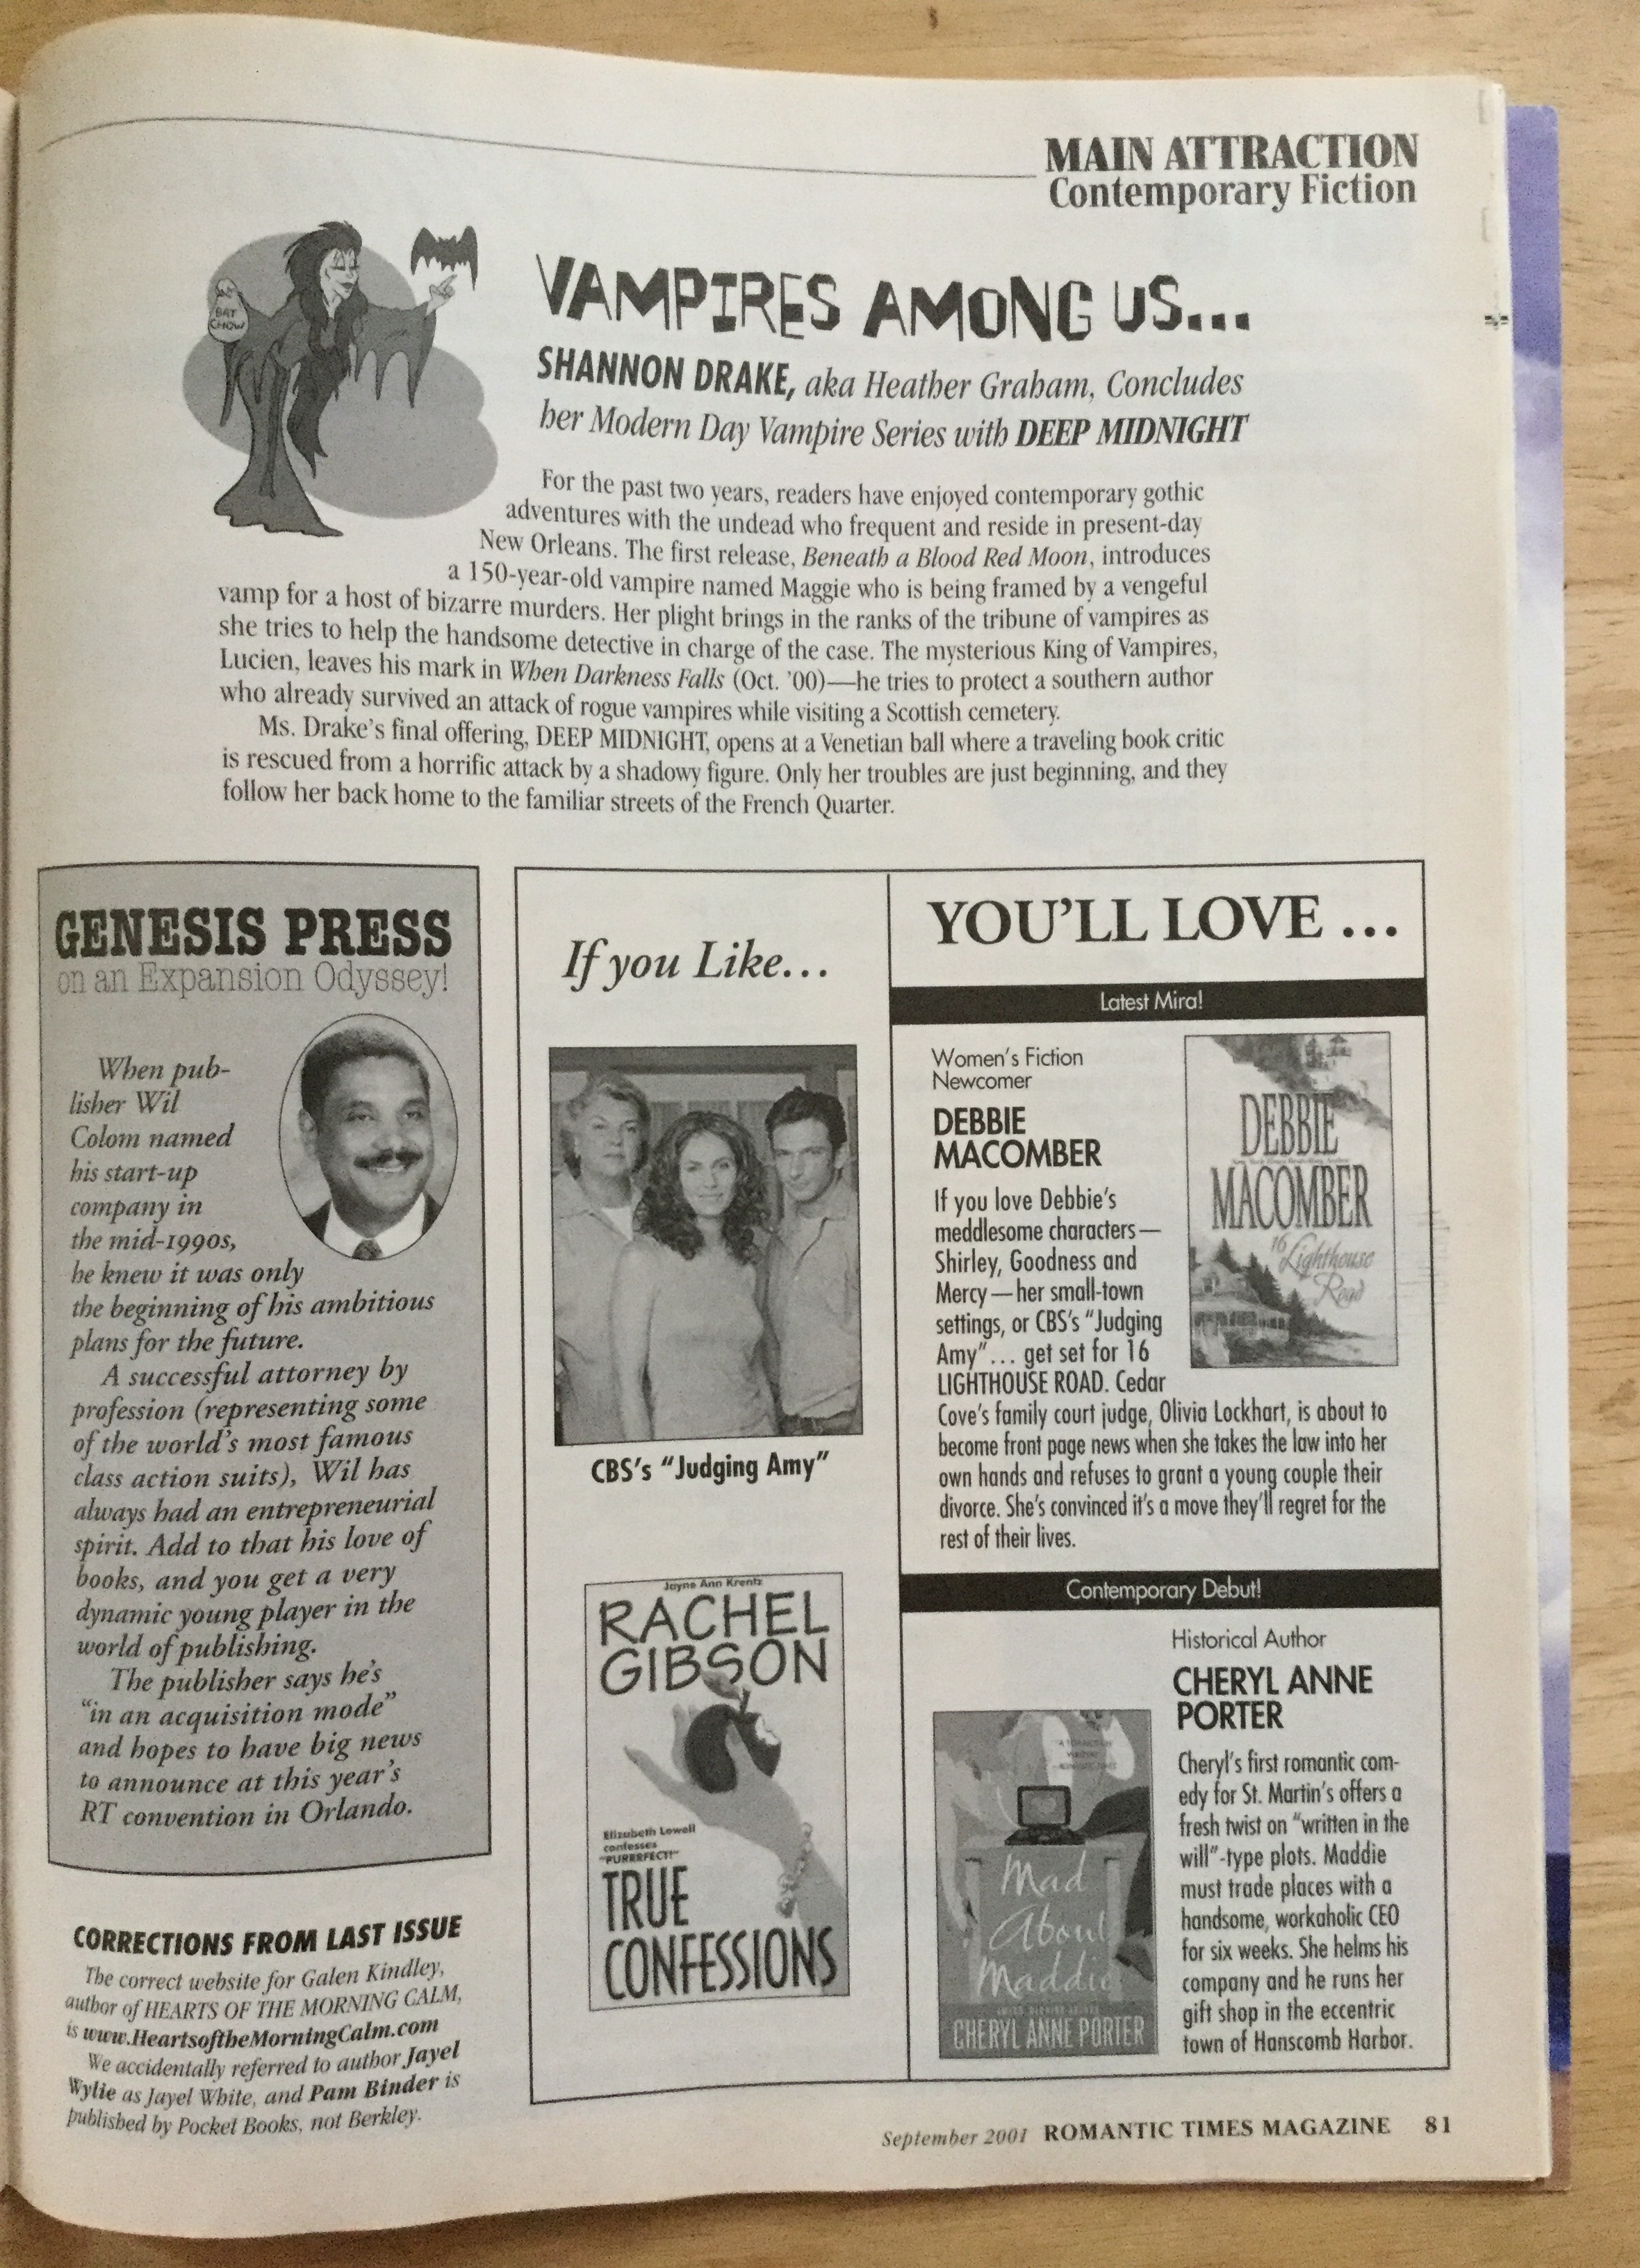 MAIN ATTRACTION
Contemporary Fiction
BAT
CHOW
VAMPIRES AMONG US...
SHANNON DRAKE, aka Heather Graham, Concludes
her Modern Day Vampire Series with DEEP MIDNIGHT
For the past two years, readers have enjoyed contemporary gothic
adventures with the undead who frequent and reside in present-day
New Orleans. The first release, Beneath a Blood Red Moon, introduces
a 150-year-old vampire named Maggie who is being framed by a vengeful
vamp for a host of bizarre murders. Her plight brings in the ranks of the tribune of vampires as
she tries to help the handsome detective in charge of the case. The mysterious King of Vampires,
Lucien, leaves his mark in When Darkness Falls (Oct. '00)—he tries to protect a southern author
who already survived an attack of rogue vampires while visiting a Scottish cemetery.
Ms. Drake's final offering, DEEP MIDNIGHT, opens at a Venetian ball where a traveling book critic
is rescued from a horrific attack by a shadowy figure. Only her troubles are just beginning, and they
follow her back home to the familiar streets of the French Quarter.
GENESIS PRESS
on an Expansion Odyssey!
When pub-
lisher Wil
Colom named
his start-up
company in
the mid-1990s,
he knew it was only
the beginning of his ambitious
plans for the future.
A successful attorney by
profession (representing some
of the world's most famous
class action suits), Wil has
always had an entrepreneurial
spirit. Add to that his love of
books, and you get a very
dynamic young player in the
world of publishing.
The publisher says he's
"in an acquisition mode"
and hopes to have big news
to announce at this year's
RT convention in Orlando.
CORRECTIONS FROM LAST ISSUE
The correct website for Galen Kindley,
author of HEARTS OF THE MORNING CALM,
is www.HeartsoftheMorningCalm.com
We accidentally referred to author Jayel
Wylie as Jayel White, and Pam Binder is
published by Pocket Books, not Berkley.
If you Like...
CBS's "Judging Amy"
Jayne Ann Krentz
RACHEL
GIBSON
Elizabeth Lowell
confesses
"PURRRFECT!"
TRUE
CONFESSIONS
YOU'LL LOVE ...
Latest Mira!
Women's Fiction
Newcomer
DEBBIE
MACOMBER
If you love Debbie's
meddlesome characters—
Shirley, Goodness and
Mercy—her small-town
settings, or CBS's "Judging
Amy"... get set for 16
LIGHTHOUSE ROAD. Cedar
Cove's family court judge, Olivia Lockhart, is about to
become front page news when she takes the law into her
own hands and refuses to grant a young couple their
divorce. She's convinced it's a move they'll regret for the
rest of their lives.
DEBBIE
MACOMBER
16
Lighthouse
Road
Contemporary Debut!
Historical Author
CHERYL ANNE
PORTER
Cheryl's first romantic com-
edy for St. Martin's offers a
fresh twist on "written in the
will"-type plots. Maddie
must trade places with a
handsome, workaholic CEO
for six weeks. She helms his
company and he runs her
gift shop in the eccentric
town of Hanscomb Harbor.
Mad
About
Maddie
CHERYL ANNE PORTER
September 2001 ROMANTIC TIMES MAGAZINE 81